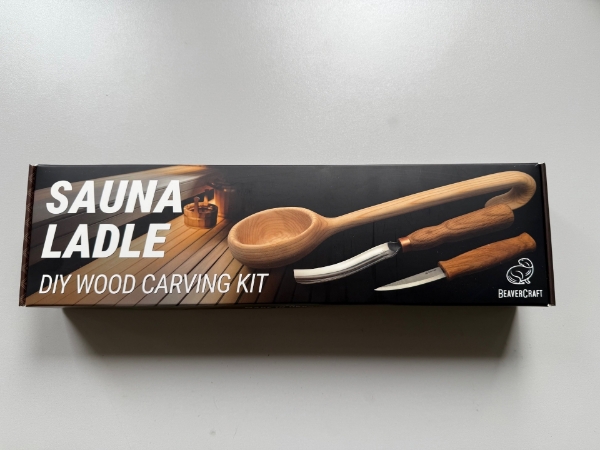 SAUNA
LADLE
DIY WOOD CARVING KIT
BEAVERCRAFT